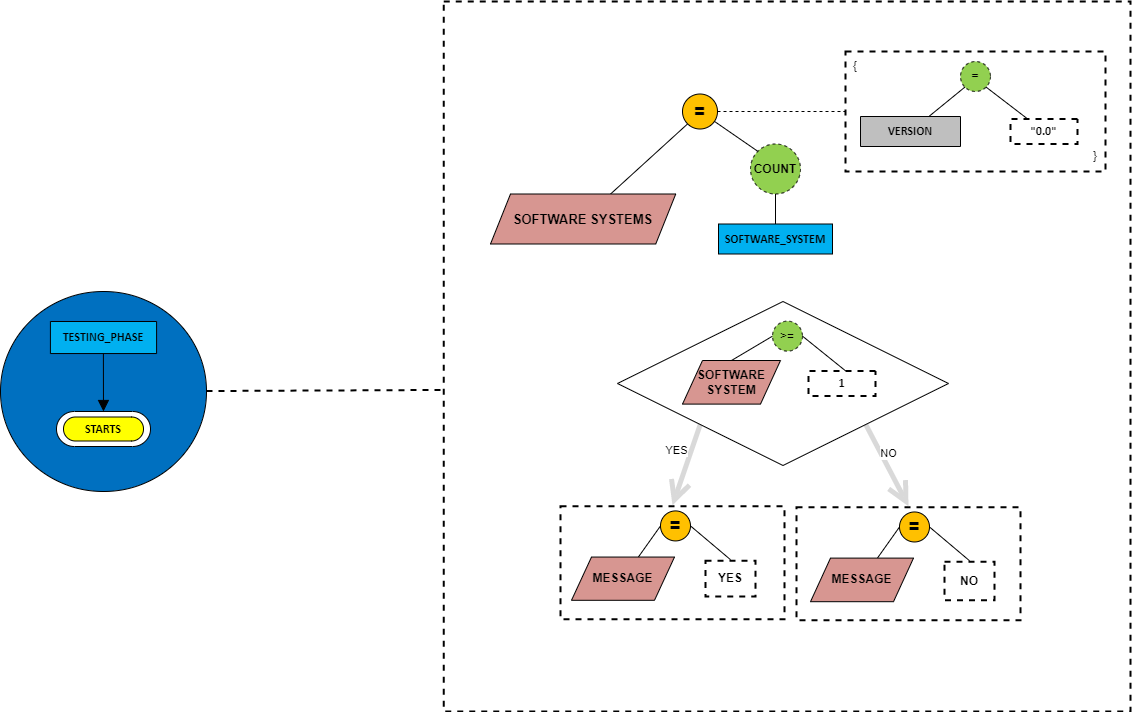 {
=
VERSION
"0.0"
}
=
COUNT
SOFTWARE SYSTEMS
SOFTWARE_SYSTEM
TESTING_PHASE
STARTS
>=
SOFTWARE
SYSTEM
1
YES
NO
=
MESSAGE
YES
=
MESSAGE
NO